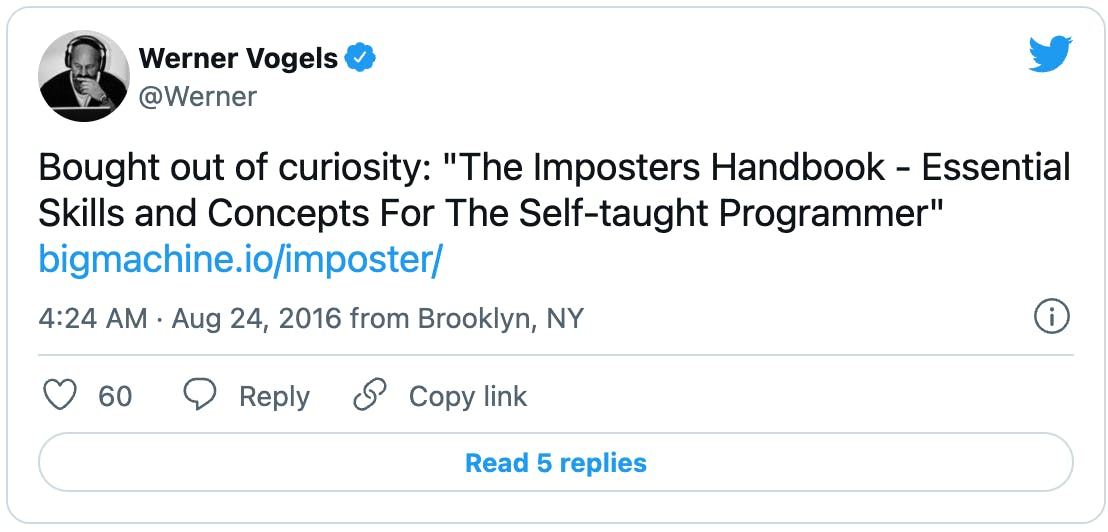 Werner Vogels
@Werner
Bought out of curiosity: "The Imposters Handbook - Essential
Skills and Concepts For The Self-taught Programmer"
bigmachine.io/imposter/
4:24 AM · Aug 24, 2016 from Brooklyn, NY
60 Reply Copy link
Read 5 replies